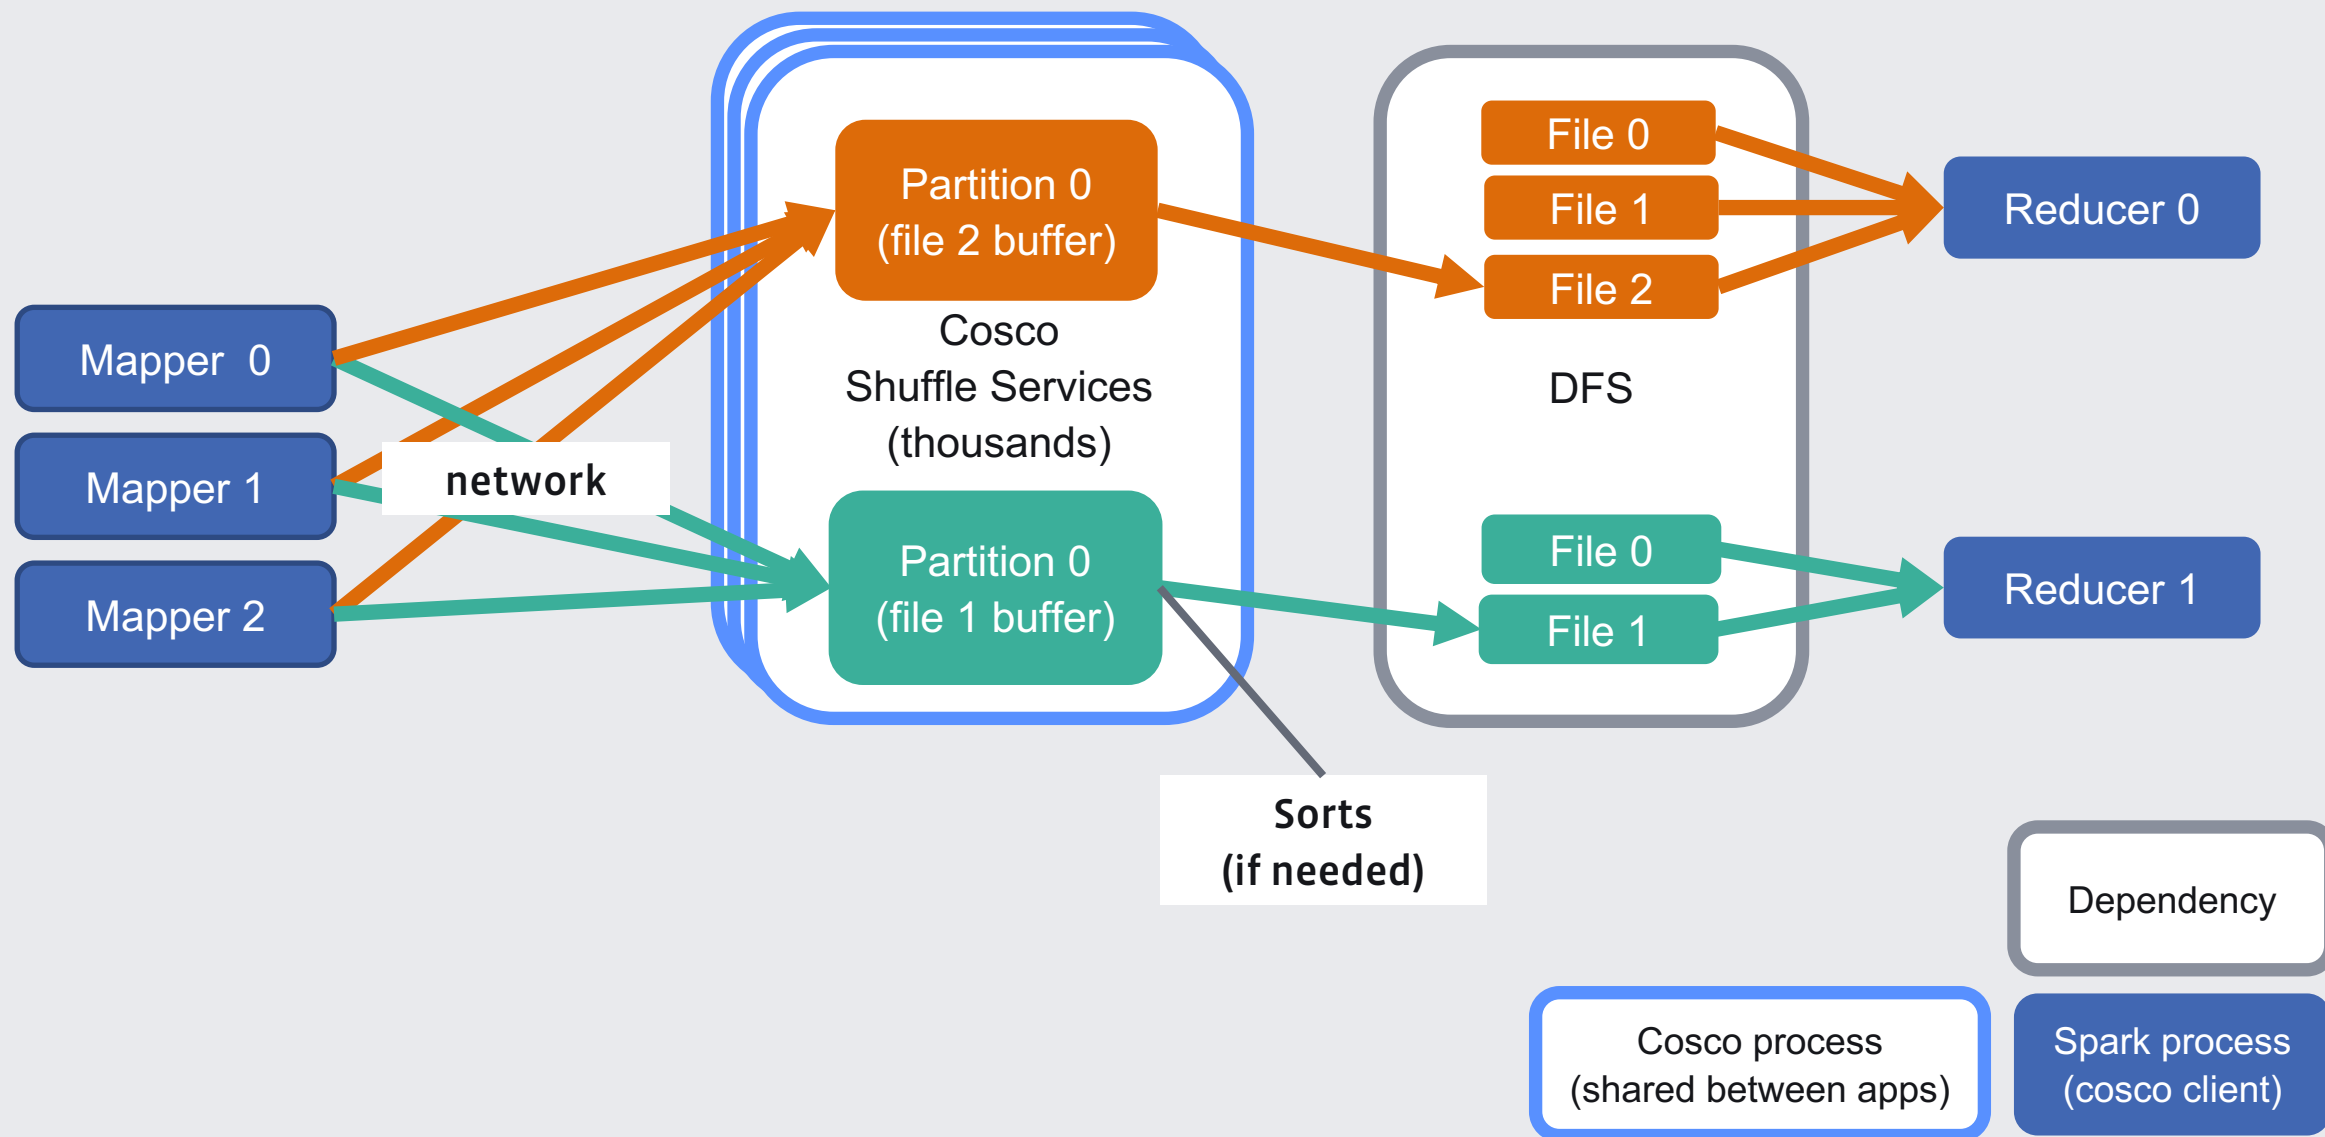 Mapper 0
Mapper 1
Mapper 2
network
Partition 0
(file 2 buffer)
Cosco
Shuffle Services
(thousands)
Partition 0
(file 1 buffer)
Sorts
(if needed)
File 0
File 1
File 2
DFS
File 0
File 1
Reducer 0
Reducer 1
Dependency
Cosco process
(shared between apps)
Spark process
(cosco client)